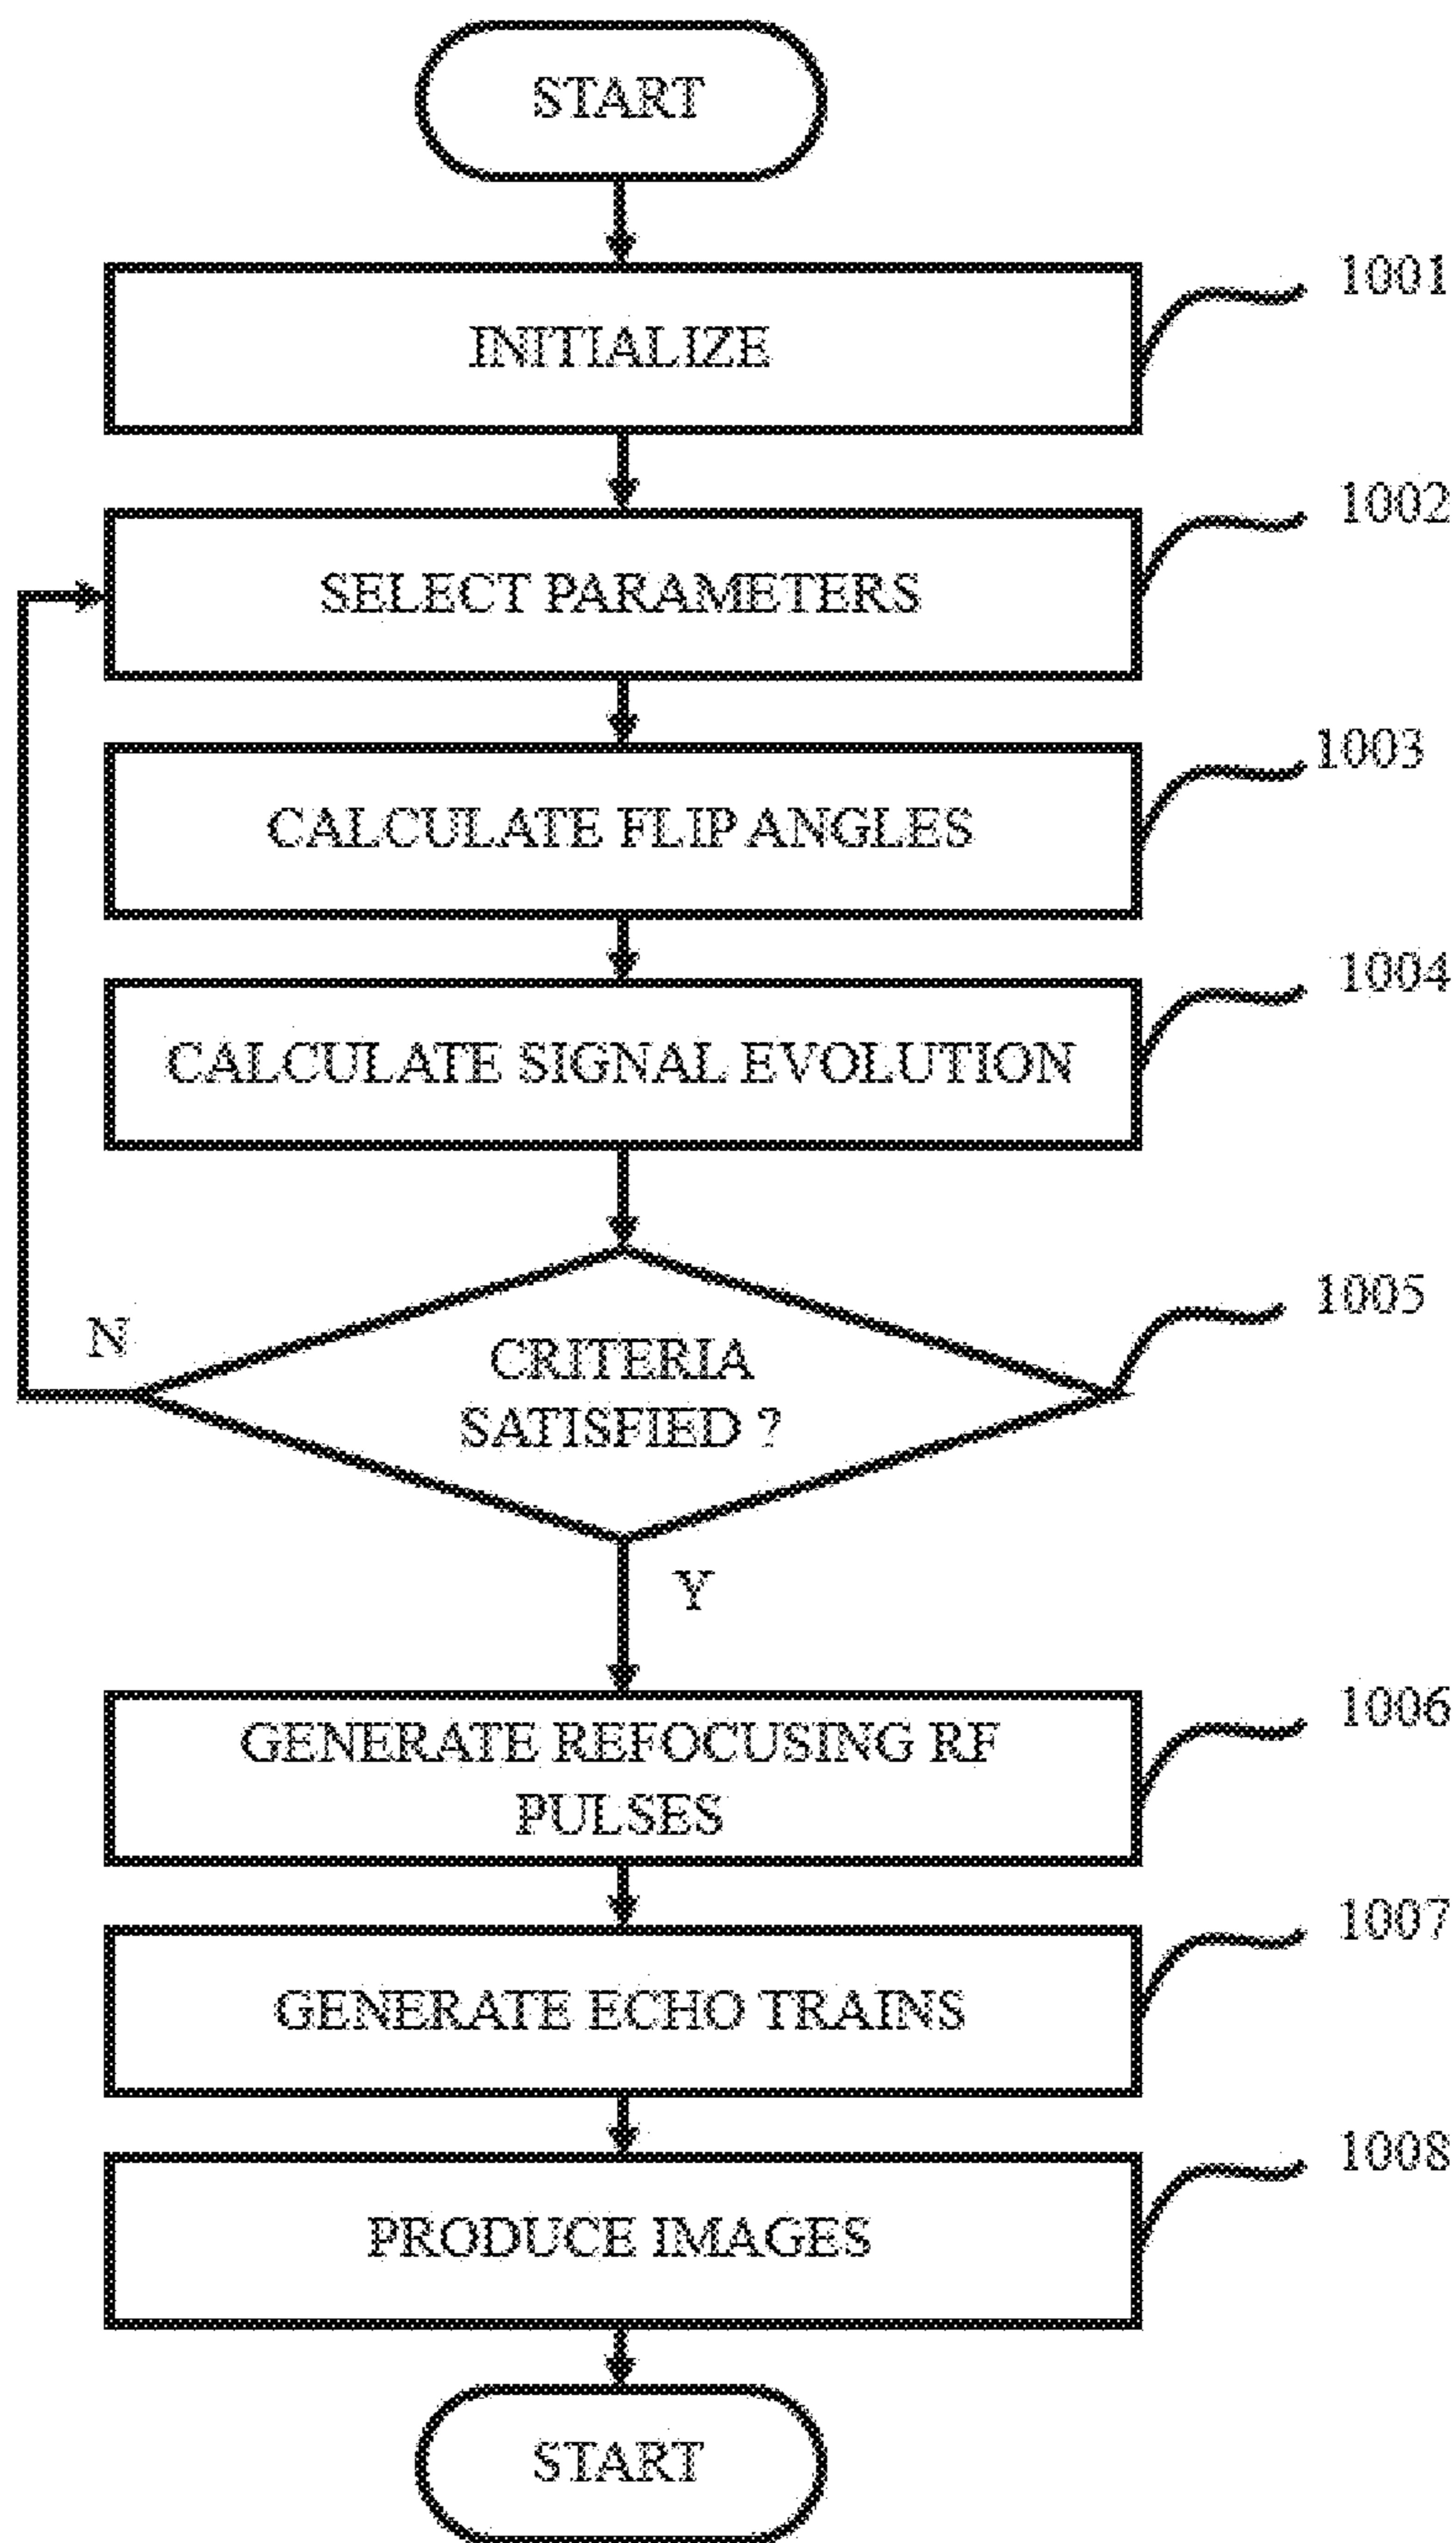 START
INITIALIZE
1001
SELECT PARAMETERS
1002
CALCULATE FLIP ANGLES
1003
CALCULATE SIGNAL EVOLUTION
1004
N
CRITERIA
SATISFIED ?
1005
Y
GENERATE REFOCUSING RF
PULSES
1006
GENERATE ECHO TRAINS
1007
PRODUCE IMAGES
1008
START